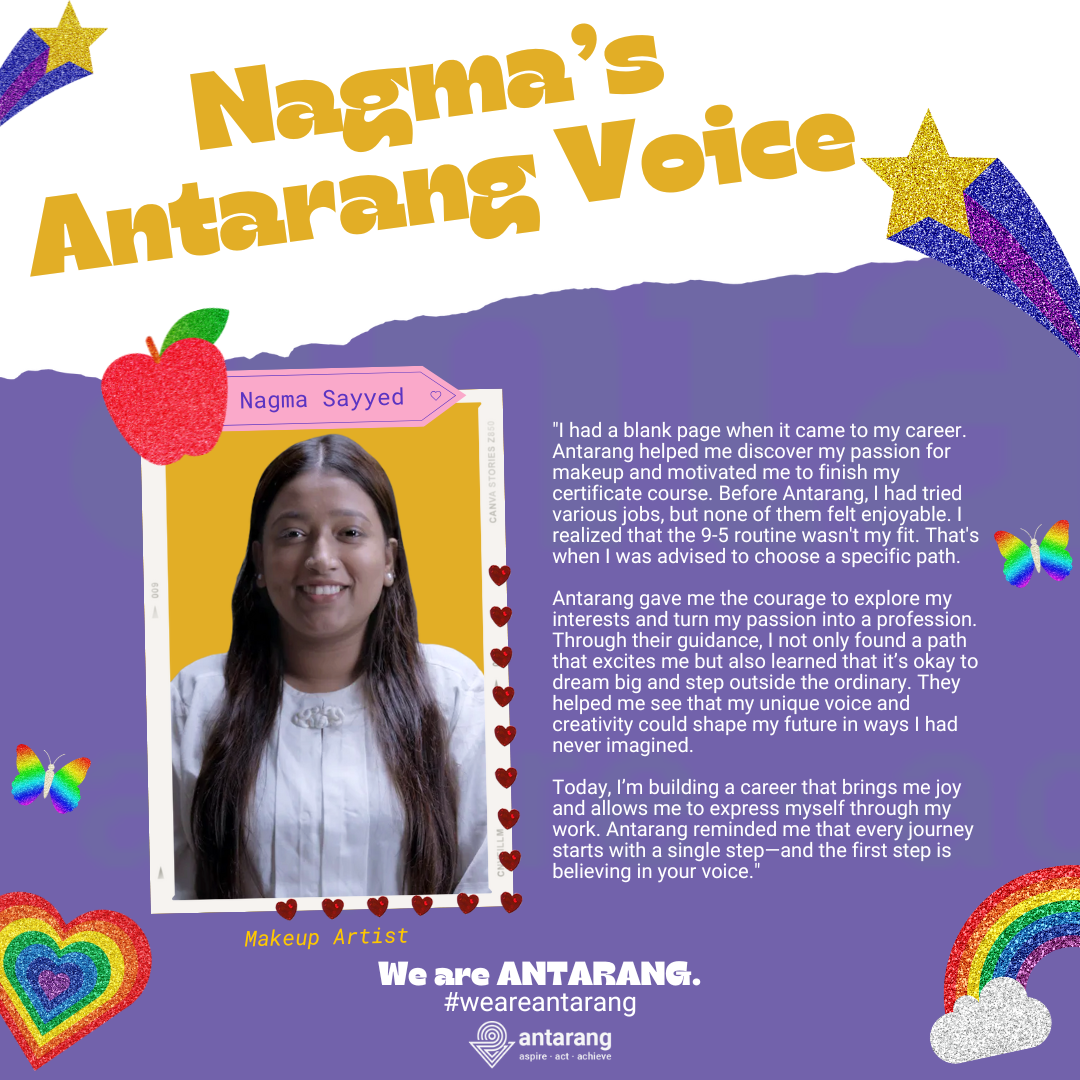 Nagma’s
Antarang Voice
Nagma Sayyed
CANVA STORIES Z800
009
"I had a blank page when it came to my career.
Antarang helped me discover my passion for
makeup and motivated me to finish my
certificate course. Before Antarang, I had tried
various jobs, but none of them felt enjoyable. I
realized that the 9-5 routine wasn't my fit. That's
when I was advised to choose a specific path.
Antarang gave me the courage to explore my
interests and turn my passion into a profession.
Through their guidance, I not only found a path
that excites me but also learned that it’s okay to
dream big and step outside the ordinary. They
helped me see that my unique voice and
creativity could shape my future in ways I had
never imagined.
Today, I’m building a career that brings me joy
and allows me to express myself through my
work. Antarang reminded me that every journey
starts with a single step—and the first step is
believing in your voice."
Makeup Artist
We are ANTARANG.
#weareantarang
antarang
aspire · act · achieve